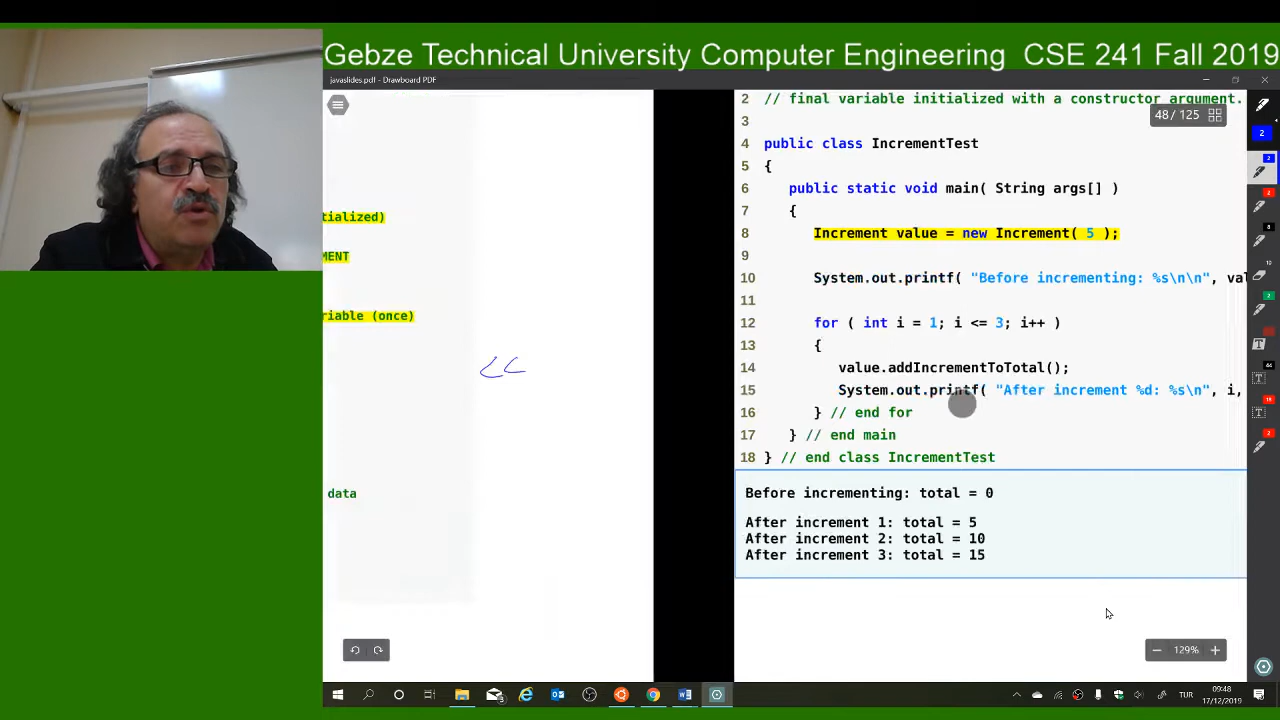 Gebze Technical University Computer Engineering  CSE 241 Fall 2019
javaslides.pdf - Drawboard PDF
48 / 125
tialized)
MENT
riable (once)
<<
data
2 // final variable initialized with a constructor argument.
3
4 public class IncrementTest
5 {
6 public static void main( String args[] )
7 {
8 Increment value = new Increment( 5 );
9
10 System.out.printf( "Before incrementing: %s\n\n", val
11
12 for ( int i = 1; i <= 3; i++ )
13 {
14 value.addIncrementToTotal();
15 System.out.printf( "After increment %d: %s\n", i,
16 } // end for
17 } // end main
18 } // end class IncrementTest
Before incrementing: total = 0
After increment 1: total = 5
After increment 2: total = 10
After increment 3: total = 15
129%
TUR
09:48
17/12/2019